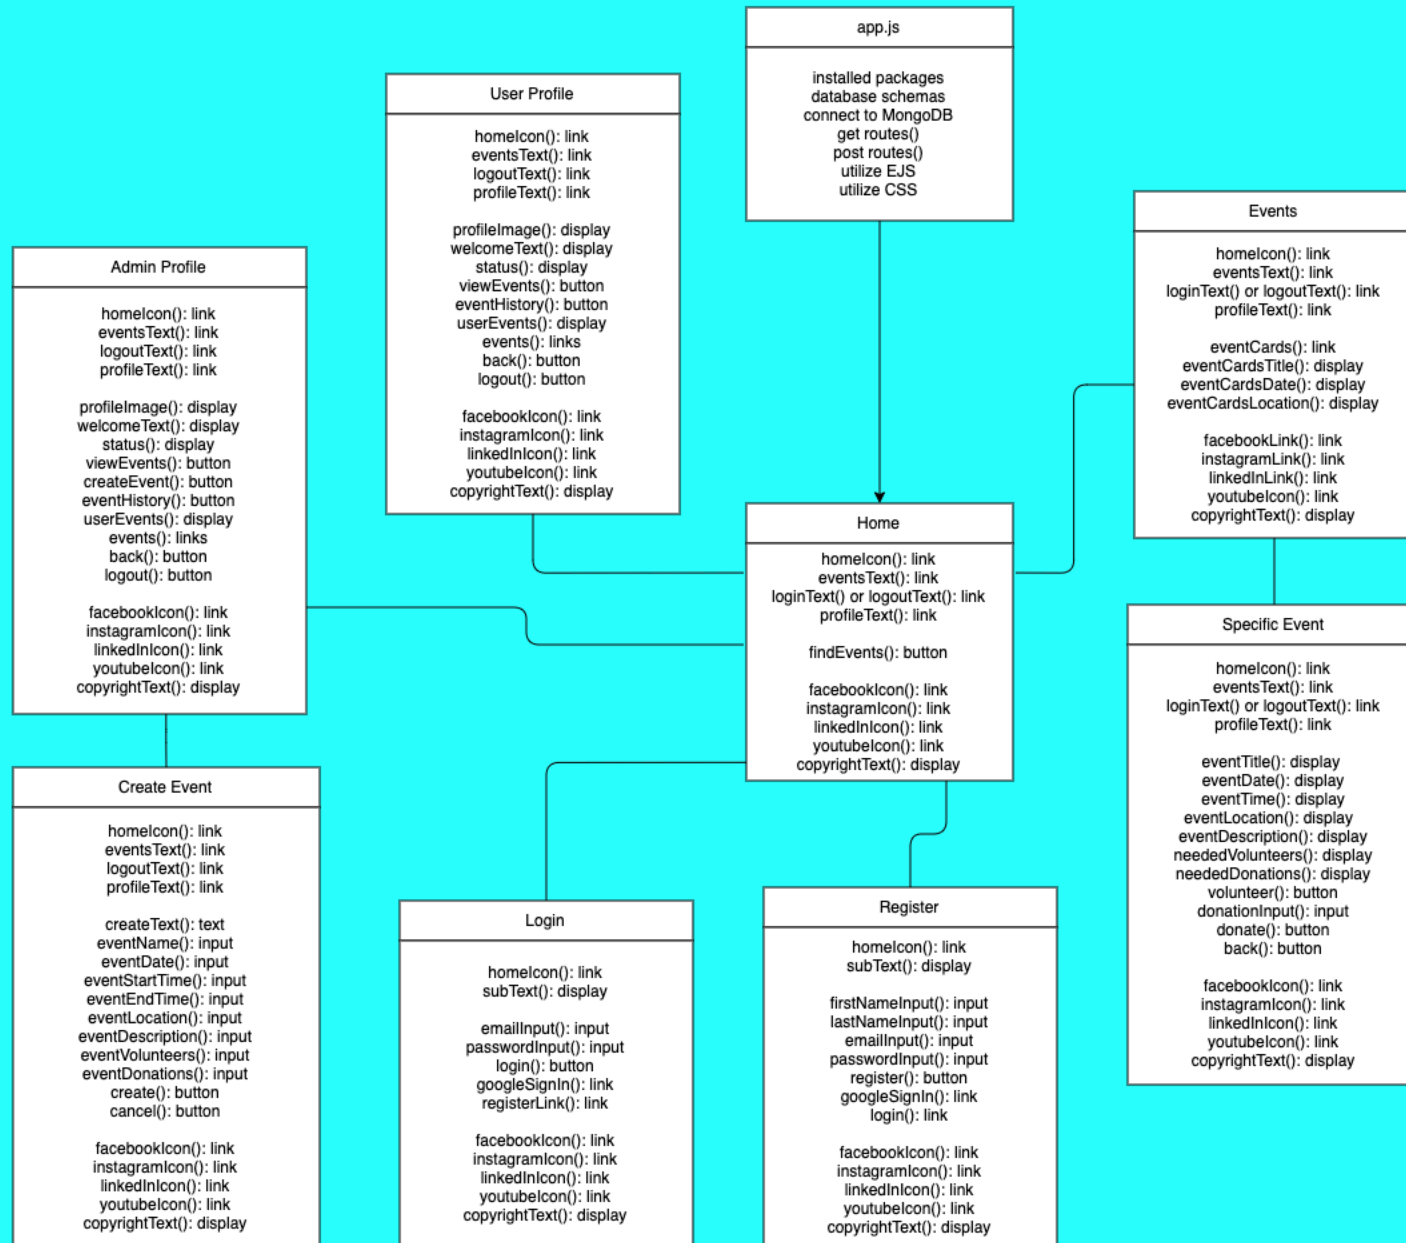 app.js
installed packages
database schemas
connect to MongoDB
get routes()
post routes()
utilize EJS
utilize CSS
User Profile
homeIcon(): link
eventsText(): link
logoutText(): link
profileText(): link
profileImage(): display
welcomeText(): display
status(): display
viewEvents(): button
eventHistory(): button
userEvents(): display
events(): links
back(): button
logout(): button
facebookIcon(): link
instagramIcon(): link
linkedInIcon(): link
youtubeIcon(): link
copyrightText(): display
Events
homeIcon(): link
eventsText(): link
loginText() or logoutText(): link
profileText(): link
eventCards(): link
eventCardsTitle(): display
eventCardsDate(): display
eventCardsLocation(): display
facebookLink(): link
instagramLink(): link
linkedInLink(): link
youtubeIcon(): link
copyrightText(): display
Admin Profile
homeIcon(): link
eventsText(): link
logoutText(): link
profileText(): link
profileImage(): display
welcomeText(): display
status(): display
viewEvents(): button
createEvent(): button
eventHistory(): button
userEvents(): display
events(): links
back(): button
logout(): button
facebookIcon(): link
instagramIcon(): link
linkedInIcon(): link
youtubeIcon(): link
copyrightText(): display
Home
homeIcon(): link
eventsText(): link
loginText() or logoutText(): link
profileText(): link
findEvents(): button
facebookIcon(): link
instagramIcon(): link
linkedInIcon(): link
youtubeIcon(): link
copyrightText(): display
Specific Event
homeIcon(): link
eventsText(): link
loginText() or logoutText(): link
profileText(): link
eventTitle(): display
eventDate(): display
eventTime(): display
eventLocation(): display
eventDescription(): display
neededVolunteers(): display
neededDonations(): display
volunteer(): button
donationInput(): input
donate(): button
back(): button
facebookIcon(): link
instagramIcon(): link
linkedInIcon(): link
youtubeIcon(): link
copyrightText(): display
Create Event
homeIcon(): link
eventsText(): link
logoutText(): link
profileText(): link
createText(): text
eventName(): input
eventDate(): input
eventStartTime(): input
eventEndTime(): input
eventLocation(): input
eventDescription(): input
eventVolunteers(): input
eventDonations(): input
create(): button
cancel(): button
facebookIcon(): link
instagramIcon(): link
linkedInIcon(): link
youtubeIcon(): link
copyrightText(): display
Login
homeIcon(): link
subText(): display
emailInput(): input
passwordInput(): input
login(): button
googleSignIn(): link
registerLink(): link
facebookIcon(): link
instagramIcon(): link
linkedInIcon(): link
youtubeIcon(): link
copyrightText(): display
Register
homeIcon(): link
subText(): display
firstNameInput(): input
lastNameInput(): input
emailInput(): input
passwordInput(): input
register(): button
googleSignIn(): link
login(): link
facebookIcon(): link
instagramIcon(): link
linkedInIcon(): link
youtubeIcon(): link
copyrightText(): display